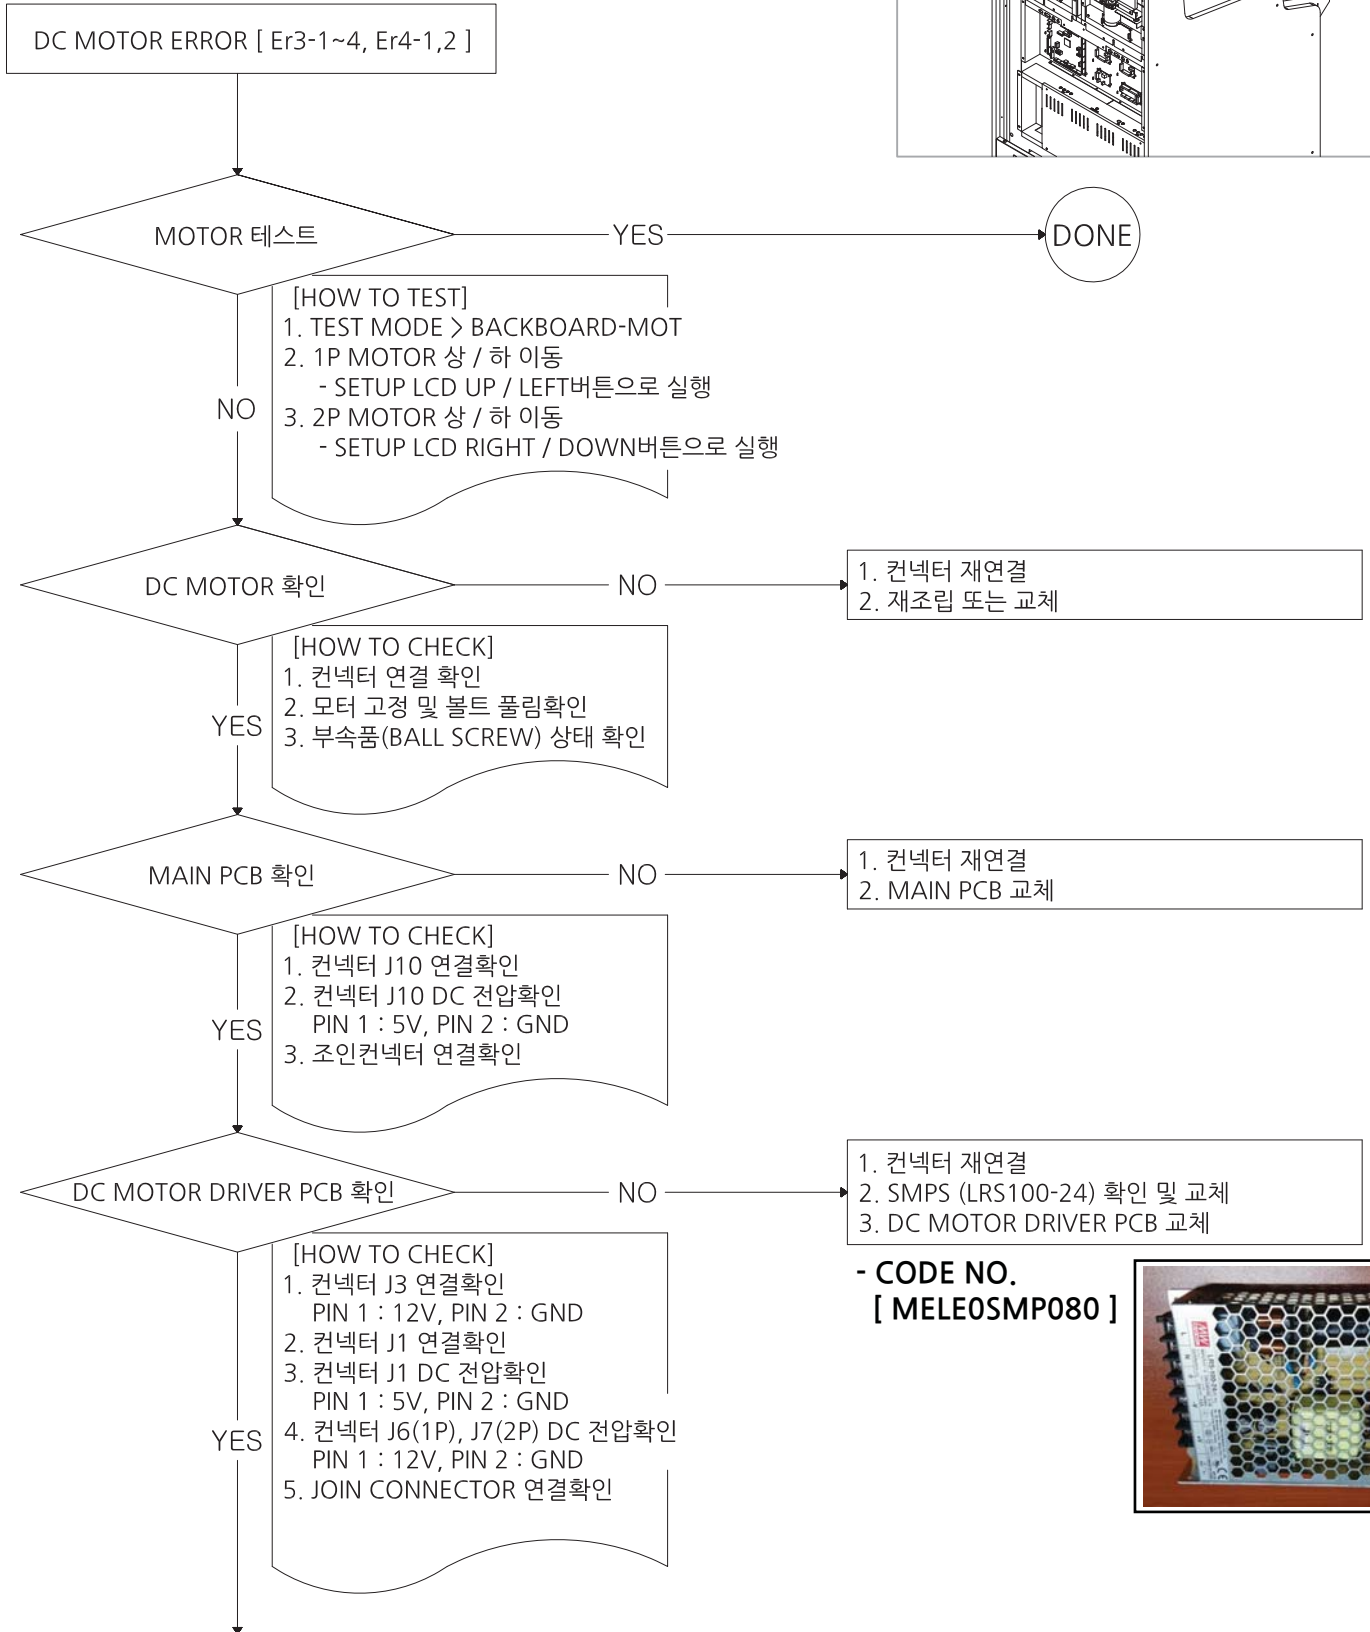 DC MOTOR ERROR [ Er3-1~4, Er4-1,2 ]
MOTOR 테스트
YES
DONE
[HOW TO TEST]
1. TEST MODE > BACKBOARD-MOT
2. 1P MOTOR 상 / 하 이동
- SETUP LCD UP / LEFT버튼으로 실행
3. 2P MOTOR 상 / 하 이동
- SETUP LCD RIGHT / DOWN버튼으로 실행
NO
DC MOTOR 확인
NO
1. 컨넥터 재연결
2. 재조립 또는 교체
[HOW TO CHECK]
1. 컨넥터 연결 확인
2. 모터 고정 및 볼트 풀림확인
3. 부속품(BALL SCREW) 상태 확인
YES
MAIN PCB 확인
NO
1. 컨넥터 재연결
2. MAIN PCB 교체
[HOW TO CHECK]
1. 컨넥터 J10 연결확인
2. 컨넥터 J10 DC 전압확인
PIN 1 : 5V, PIN 2 : GND
3. 조인컨넥터 연결확인
YES
DC MOTOR DRIVER PCB 확인
NO
1. 컨넥터 재연결
2. SMPS (LRS100-24) 확인 및 교체
3. DC MOTOR DRIVER PCB 교체
[HOW TO CHECK]
1. 컨넥터 J3 연결확인
PIN 1 : 12V, PIN 2 : GND
2. 컨넥터 J1 연결확인
3. 컨넥터 J1 DC 전압확인
PIN 1 : 5V, PIN 2 : GND
4. 컨넥터 J6(1P), J7(2P) DC 전압확인
PIN 1 : 12V, PIN 2 : GND
5. JOIN CONNECTOR 연결확인
YES
- CODE NO.
[ MELE0SMP080 ]